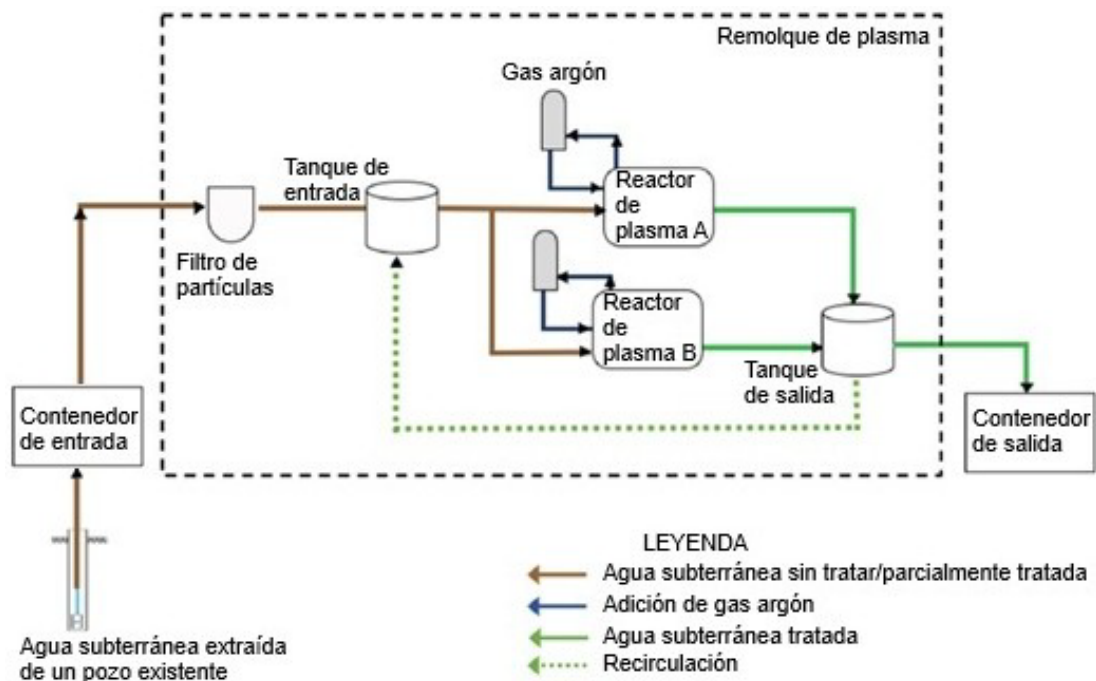 Remolque de plasma
Gas argón
Tanque de
entrada
Reactor
de
plasma A
Filtro de
partículas
Reactor
de
plasma B
Tanque
de salida
Contenedor
de entrada
Contenedor
de salida
Agua subterránea extraída
de un pozo existente
LEYENDA
Agua subterránea sin tratar/parcialmente tratada
Adición de gas argón
Agua subterránea tratada
Recirculación